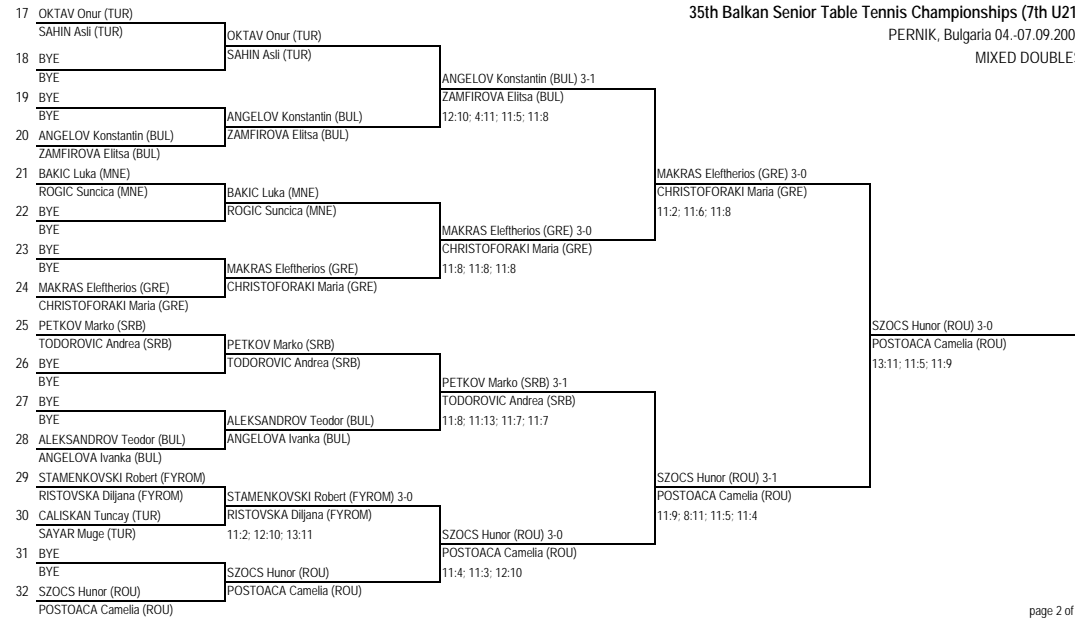 35th Balkan Senior Table Tennis Championships (7th U21
PERNIK, Bulgaria 04.-07.09.200
MIXED DOUBLES
17 OKTAV Onur (TUR)
SAHIN Asli (TUR)
18 BYE
BYE
19 BYE
BYE
20 ANGELOV Konstantin (BUL)
ZAMFIROVA Elitsa (BUL)
21 BAKIC Luka (MNE)
ROGIC Suncica (MNE)
22 BYE
BYE
23 BYE
BYE
24 MAKRAS Eleftherios (GRE)
CHRISTOFORAKI Maria (GRE)
25 PETKOV Marko (SRB)
TODOROVIC Andrea (SRB)
26 BYE
BYE
27 BYE
BYE
28 ALEKSANDROV Teodor (BUL)
ANGELOVA Ivanka (BUL)
29 STAMENKOVSKI Robert (FYROM)
RISTOVSKA Diljana (FYROM)
30 CALISKAN Tuncay (TUR)
SAYAR Muge (TUR)
31 BYE
BYE
32 SZOCS Hunor (ROU)
POSTOACA Camelia (ROU)
OKTAV Onur (TUR)
SAHIN Asli (TUR)
ANGELOV Konstantin (BUL)
ZAMFIROVA Elitsa (BUL)
BAKIC Luka (MNE)
ROGIC Suncica (MNE)
MAKRAS Eleftherios (GRE)
CHRISTOFORAKI Maria (GRE)
PETKOV Marko (SRB)
TODOROVIC Andrea (SRB)
ALEKSANDROV Teodor (BUL)
ANGELOVA Ivanka (BUL)
STAMENKOVSKI Robert (FYROM) 3-0
RISTOVSKA Diljana (FYROM)
11:2; 12:10; 13:11
SZOCS Hunor (ROU)
POSTOACA Camelia (ROU)
ANGELOV Konstantin (BUL) 3-1
ZAMFIROVA Elitsa (BUL)
12:10; 4:11; 11:5; 11:8
MAKRAS Eleftherios (GRE) 3-0
CHRISTOFORAKI Maria (GRE)
11:8; 11:8; 11:8
PETKOV Marko (SRB) 3-1
TODOROVIC Andrea (SRB)
11:8; 11:13; 11:7; 11:7
SZOCS Hunor (ROU) 3-0
POSTOACA Camelia (ROU)
11:4; 11:3; 12:10
MAKRAS Eleftherios (GRE) 3-0
CHRISTOFORAKI Maria (GRE)
11:2; 11:6; 11:8
SZOCS Hunor (ROU) 3-1
POSTOACA Camelia (ROU)
11:9; 8:11; 11:5; 11:4
SZOCS Hunor (ROU) 3-0
POSTOACA Camelia (ROU)
13:11; 11:5; 11:9
page 2 of